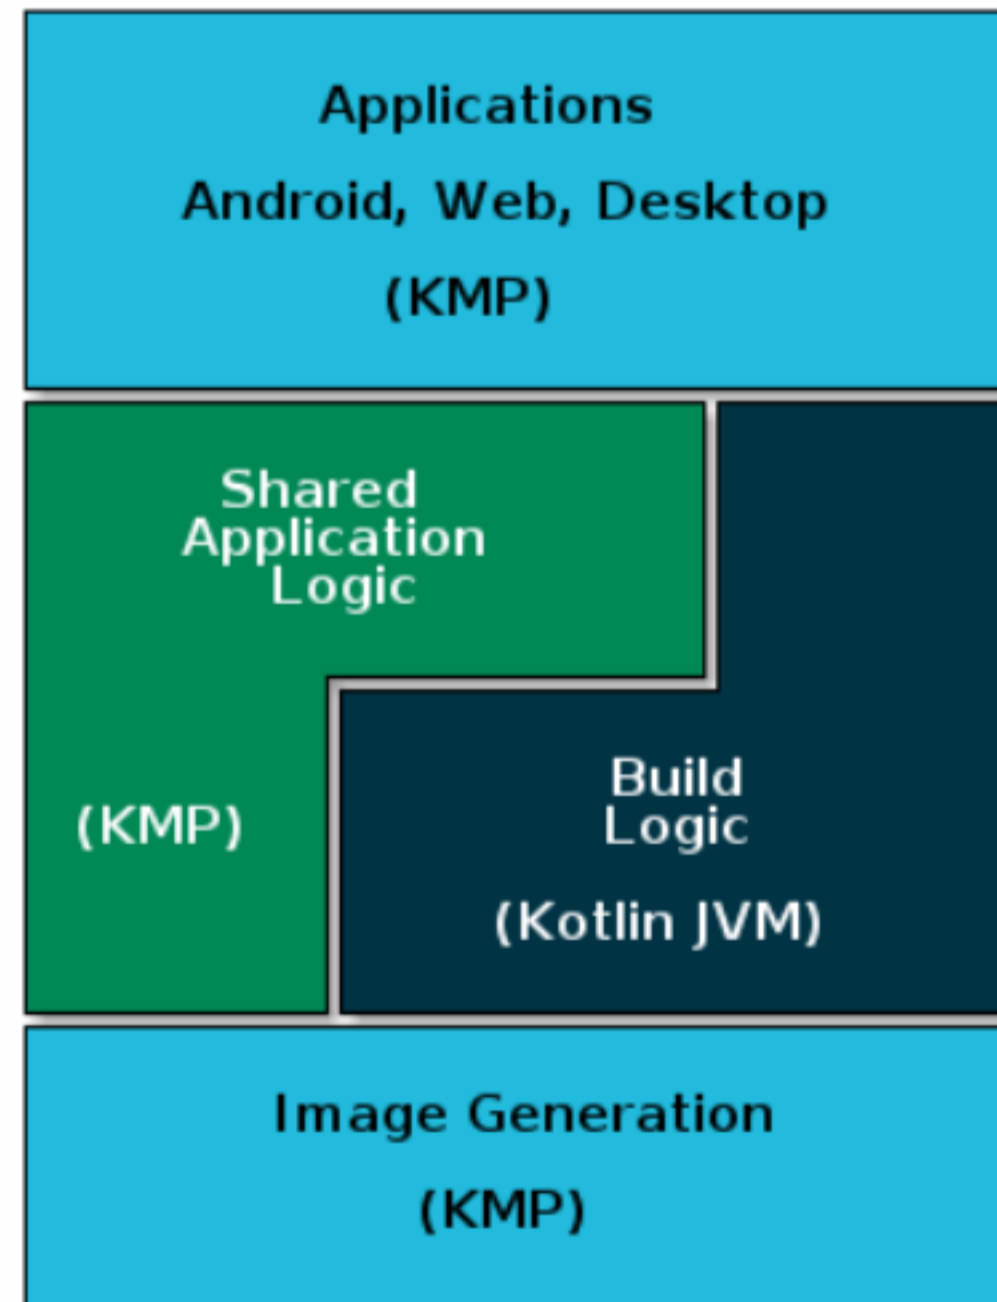 Applications
Android, Web, Desktop
(KMP)
Shared
Application
Logic
(KMP)
Build
Logic
(Kotlin JVM)
Image Generation
(KMP)